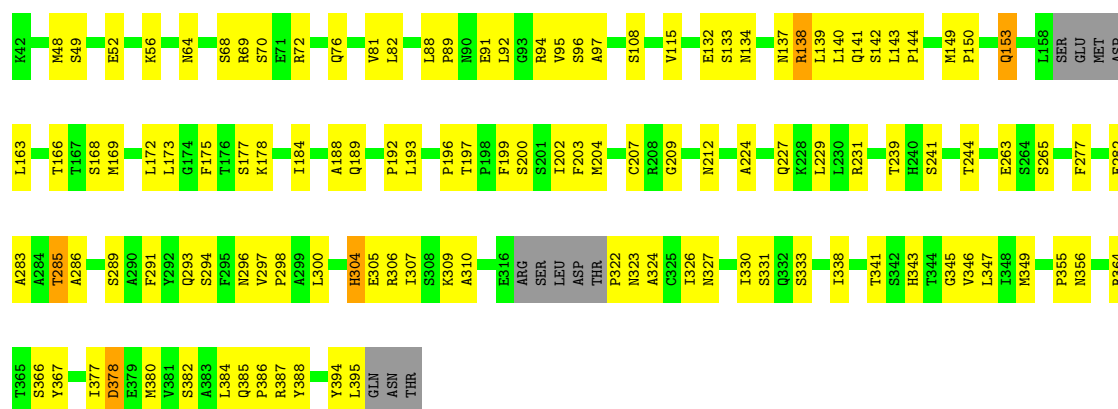 K42 M48 S49 E52 K56 N64 S68 R69 S70 E71 R72 Q76 V81 L82 L88 P89 N90 E91 L92 G93 R94 V95 S96 A97 S108 V115 E132 S133 N134 N137 R138 L139 L140 Q141 S142 L143 P144 M149 P150 Q153 L158 SER GLU MET ASP
L163 T166 T167 S168 M169 L172 L173 G174 F175 T176 S177 K178 I184 A188 Q189 P192 L193 P196 T197 P198 F199 S200 S201 I202 F203 M204 C207 R208 G209 N212 A224 Q227 K228 L229 L230 R231 T239 H240 S241 T244 E263 S264 S265 F277
A283 A284 T285 A286 S289 A290 F291 Y292 Q293 S294 F295 N296 V297 P298 A299 L300 H304 E305 R306 I307 S308 K309 A310 E316 ARG SER LEU ASP THR P322 N323 A324 C325 I326 N327 I330 S331 Q332 S333 I338 T341 S342 H343 T344 G345 V346 L347 I348 M349 P355 N356
T365 S366 Y367 I377 D378 E379 M380 V381 S382 A383 L384 Q385 P386 R387 Y388 Y394 L395 GLN ASN THR